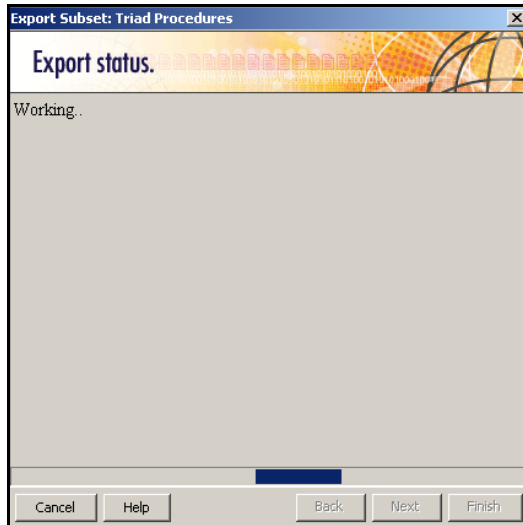 Export Subset: Triad Procedures
Export status.
Working..
Cancel Help Back Next Finish